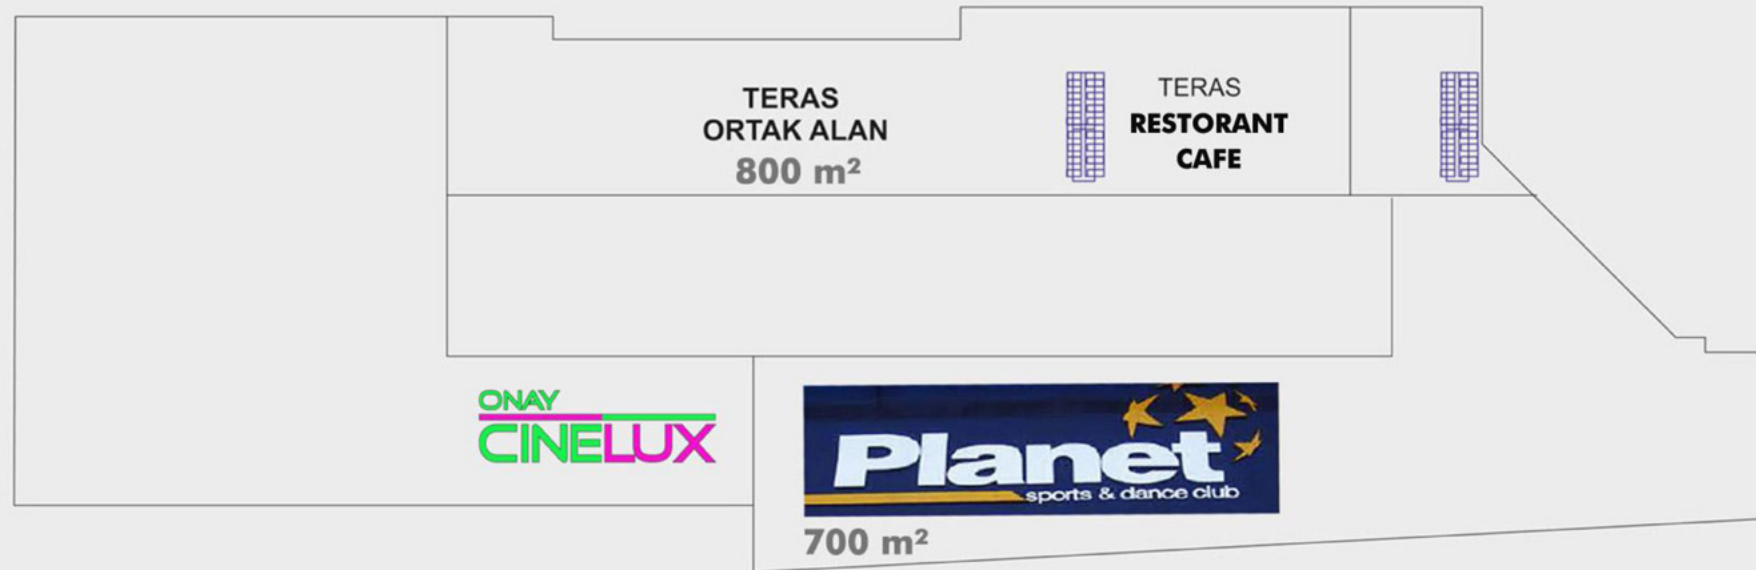 TERAS
ORTAK ALAN
800 m²
TERAS
RESTORANT
CAFE
ONAY
CINELUX
Planet
sports & dance club
700 m²